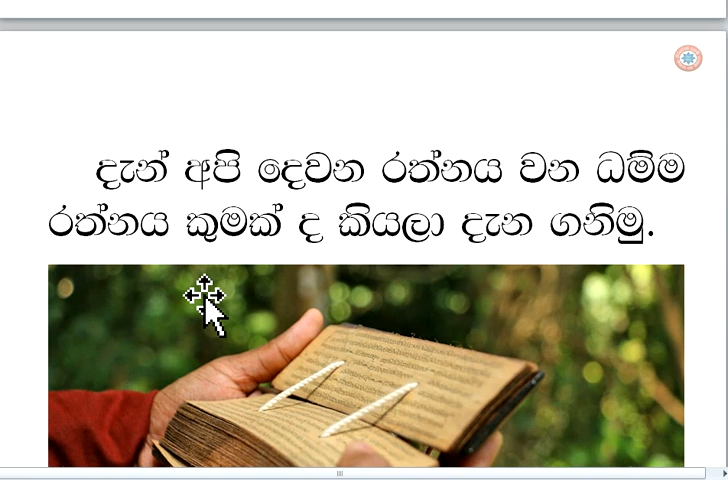 දැන් අපි දෙවන රත්නය වන ධම්ම
රත්නය කුමක් ද කියලා දැන ගනිමු.